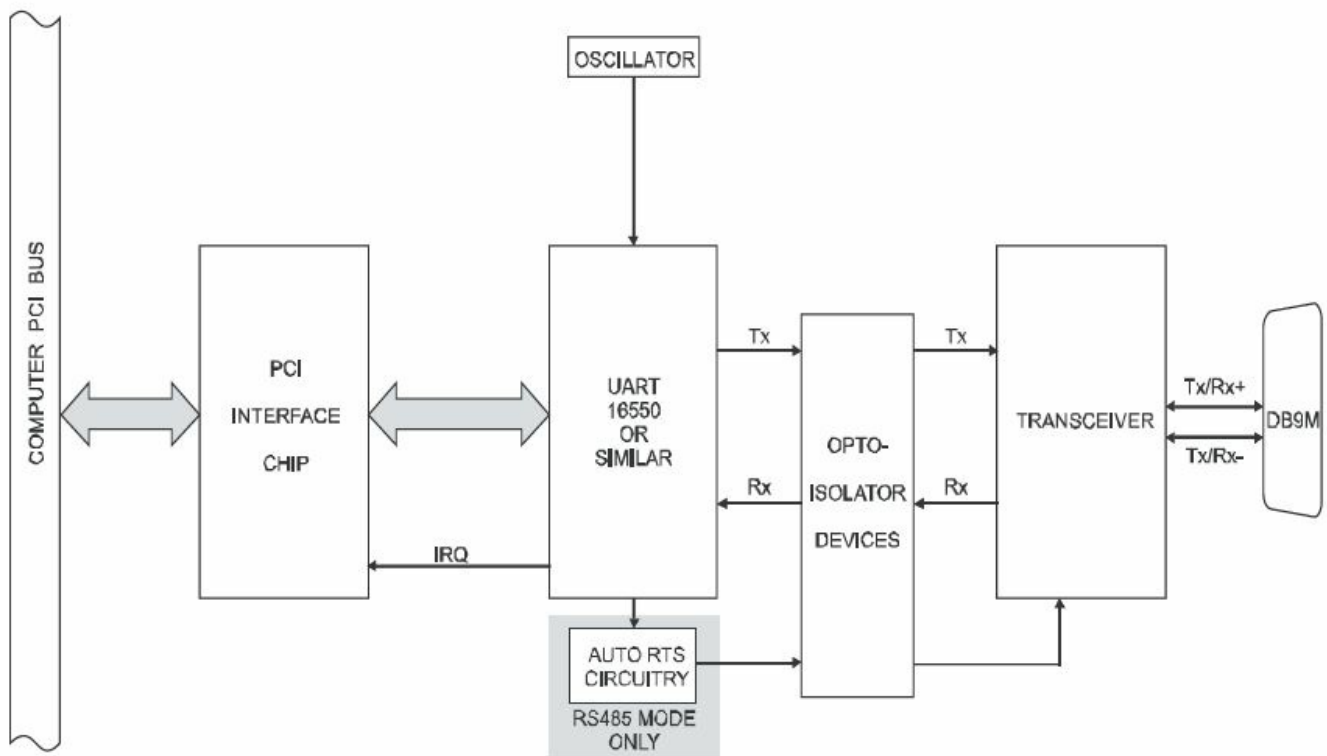 OSCILLATOR
COMPUTER PCI BUS
PCI
INTERFACE
CHIP
UART
16550
OR
SIMILAR
Tx
Tx
Rx
Rx
IRQ
OPTO-
ISOLATOR
DEVICES
TRANSCEIVER
Tx/Rx+
Tx/Rx-
DB9M
AUTO RTS
CIRCUITRY
RS485 MODE
ONLY